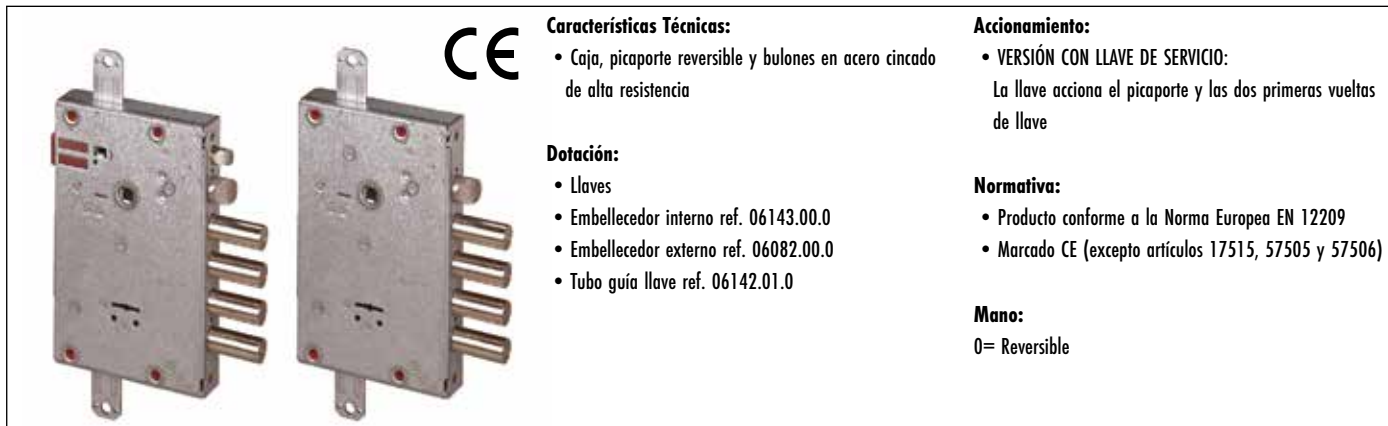 CE
Características Técnicas:
• Caja, picaporte reversible y bulones en acero cincado
de alta resistencia
Dotación:
• Llaves
• Embellecedor interno ref. 06143.00.0
• Embellecedor externo ref. 06082.00.0
• Tubo guía llave ref. 06142.01.0
Accionamiento:
• VERSIÓN CON LLAVE DE SERVICIO:
La llave acciona el picaporte y las dos primeras vueltas
de llave
Normativa:
• Producto conforme a la Norma Europea EN 12209
• Marcado CE (excepto artículos 17515, 57505 y 57506)
Mano:
0= Reversible